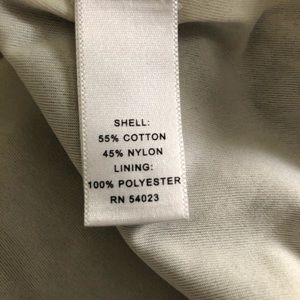 SHELL:
55% COTTON
45% NYLON
LINING:
100% POLYESTER
RN 54023